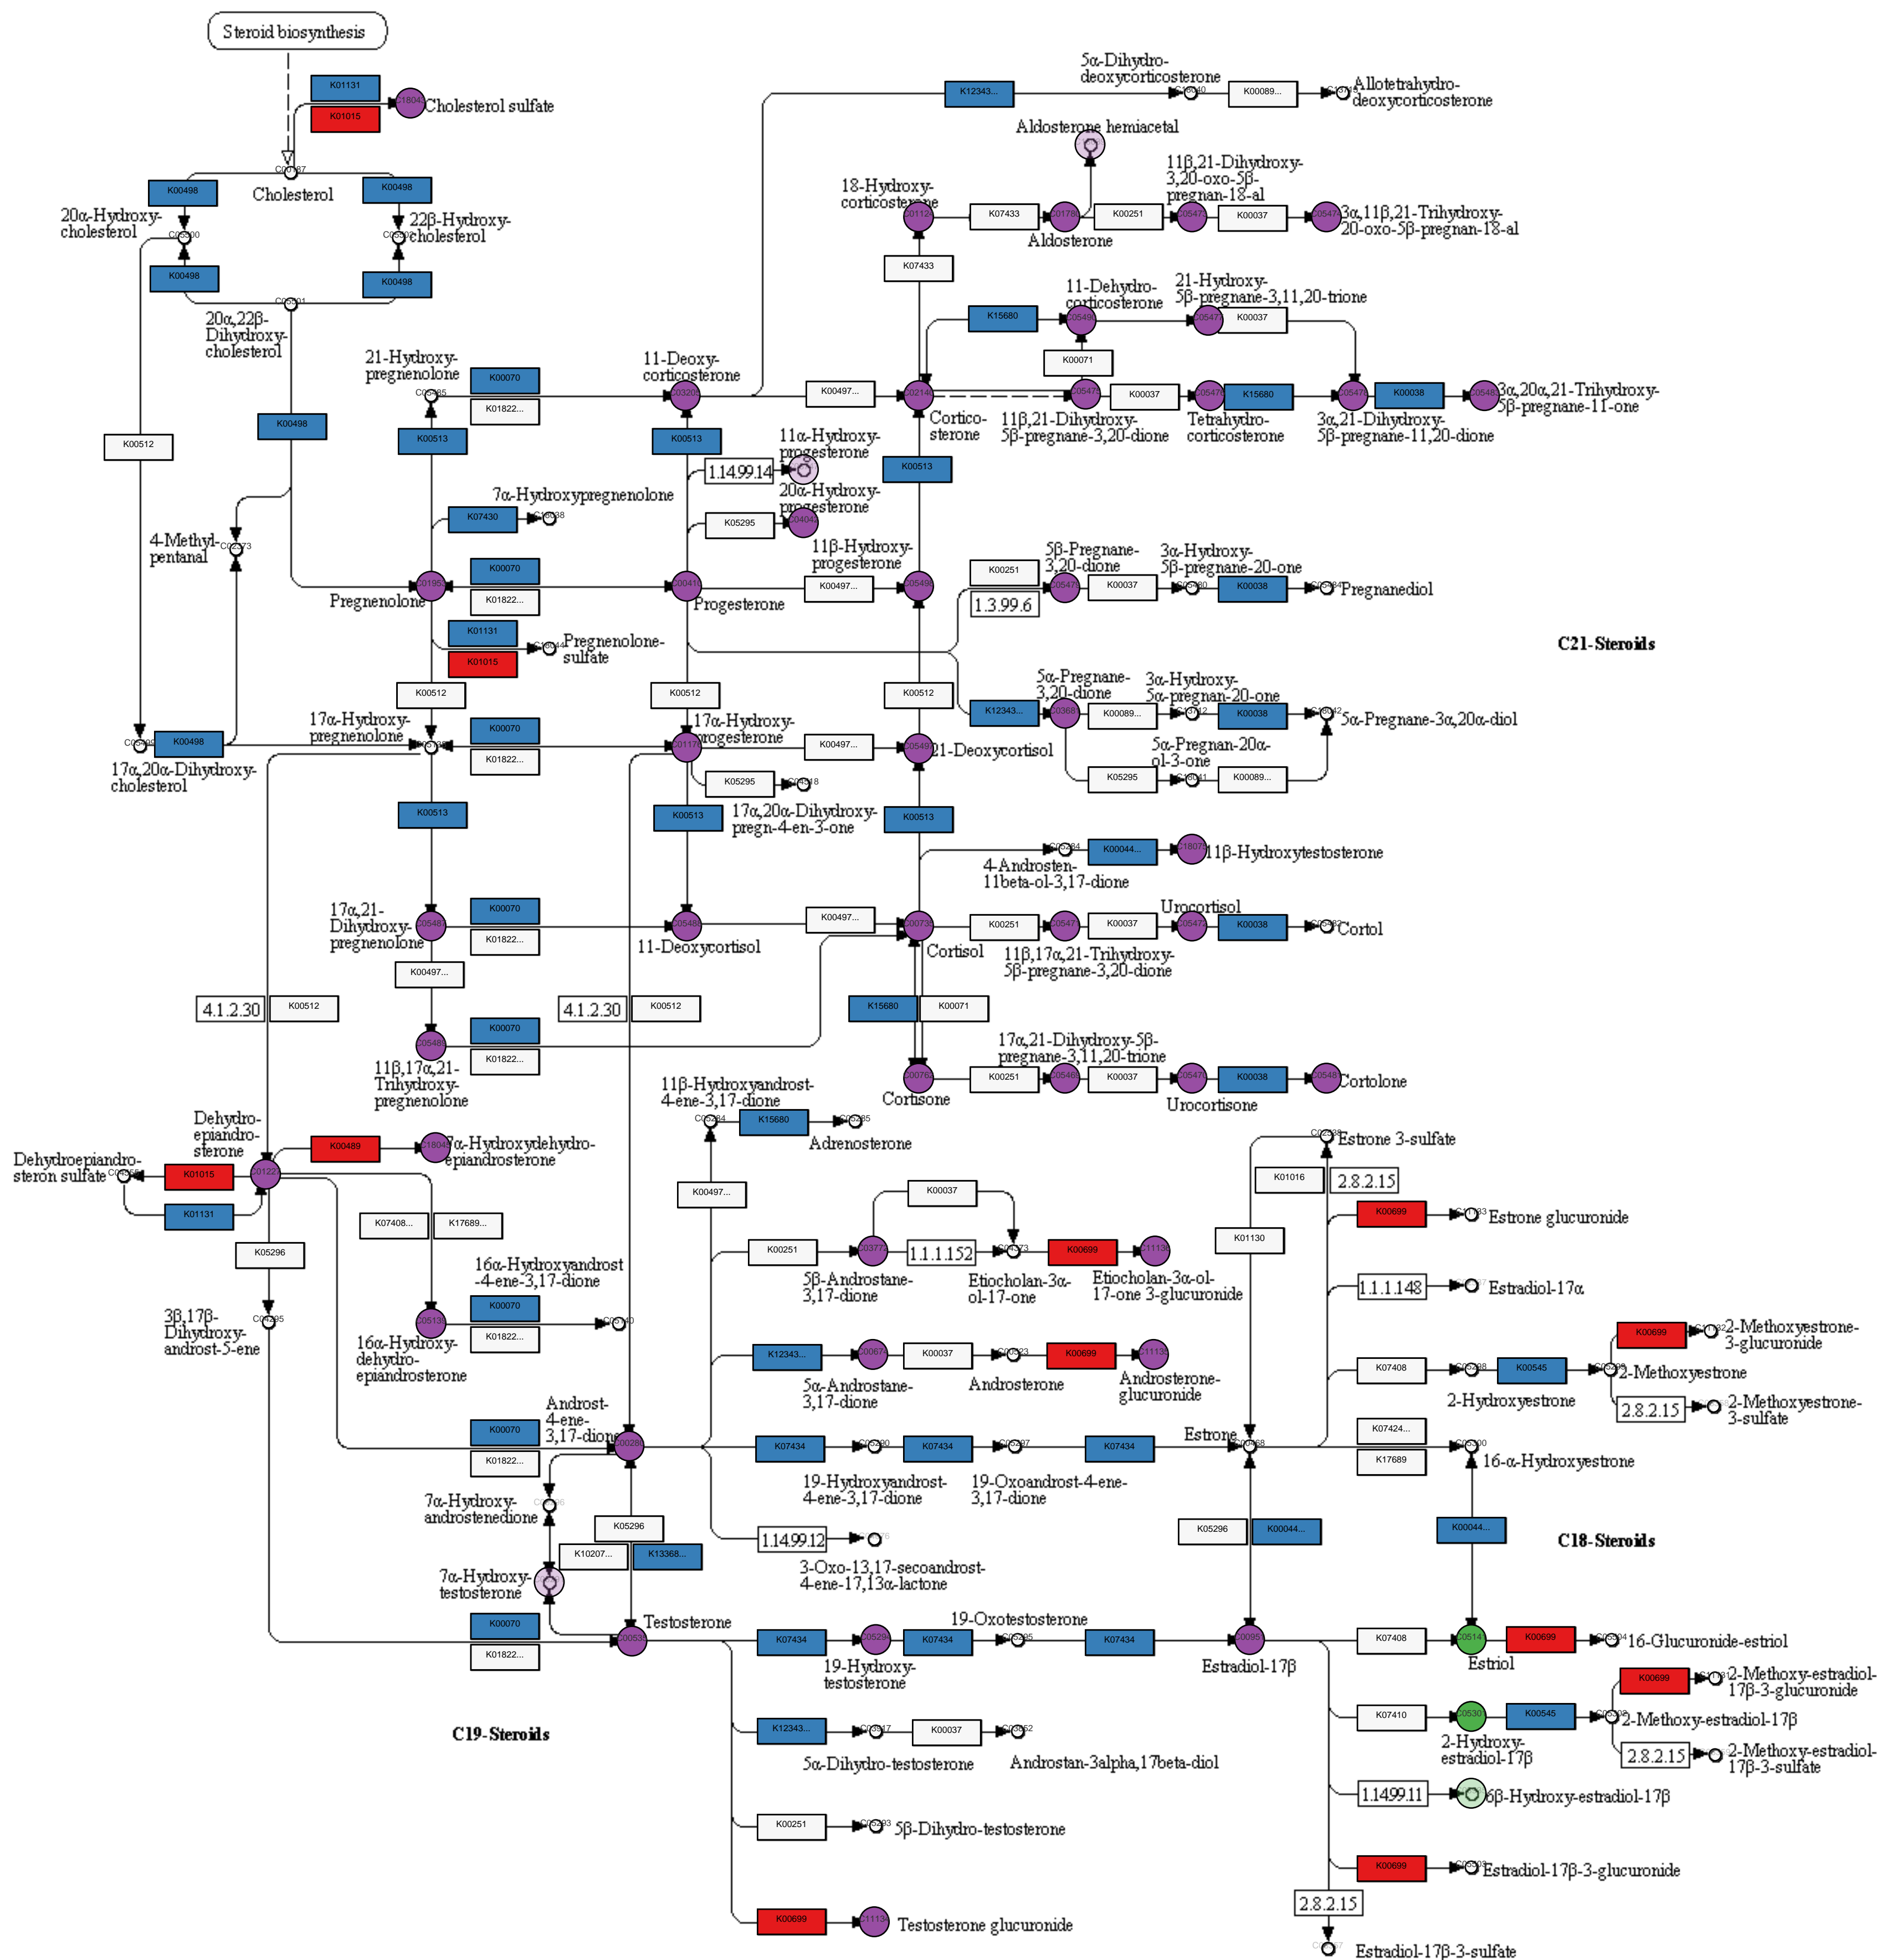 Steroid biosynthesis
K01131
K01015
Cholesterol sulfate
K00498
K00498
Cholesterol
20α-Hydroxy-
cholesterol
22β-Hydroxy-
cholesterol
K00498
K00498
20α,22β-
Dihydroxy-
cholesterol
K00512
K00498
4-Methyl-
pentanal
K00498
17α,20α-Dihydroxy-
cholesterol
5α-Dihydro-
deoxycorticosterone
K12343...
K00089...
Allotetrahydro-
deoxycorticosterone
Aldosterone hemiacetal
18-Hydroxy-
corticosterone
K07433
Aldosterone
K00251
11β,21-Dihydroxy-
3,20-oxo-5β-
pregnan-18-al
K00037
3α,11β,21-Trihydroxy-
20-oxo-5β-pregnan-18-al
K07433
11-Dehydro-
corticosterone
21-Hydroxy-
5β-pregnane-3,11,20-trione
K15680
K00037
K00071
21-Hydroxy-
pregnenolone
K00070
K01822...
11-Deoxy-
corticosterone
K00497...
Cortico-
sterone
K00037
K15680
K00038
11β,21-Dihydroxy-
5β-pregnane-3,20-dione
Tetrahydro-
corticosterone
3α,21-Dihydroxy-
5β-pregnane-11,20-dione
3α,20α,21-Trihydroxy-
5β-pregnane-11-one
K00513
K00513
K00513
11α-Hydroxy-
progesterone
1.14.99.14
7α-Hydroxypregnenolone
K07430
20α-Hydroxy-
progesterone
K05295
11β-Hydroxy-
progesterone
Pregnenolone
K00070
K01822...
Progesterone
K00497...
K00251
1.3.99.6
5β-Pregnane-
3,20-dione
K00037
3α-Hydroxy-
5β-pregnane-20-one
K00038
Pregnanediol
K01131
K01015
Pregnenolone-
sulfate
C21-Steroids
K00512
K00512
K00512
K12343...
5α-Pregnane-
3,20-dione
K00089...
3α-Hydroxy-
5α-pregnan-20-one
K00038
5α-Pregnane-3α,20α-diol
K05295
5α-Pregnan-20α-
ol-3-one
K00089...
17α-Hydroxy-
pregnenolone
K00070
K01822...
17α-Hydroxy-
progesterone
K00497...
21-Deoxycortisol
K05295
17α,20α-Dihydroxy-
pregn-4-en-3-one
K00513
K00513
K00513
4-Androsten-
11beta-ol-3,17-dione
K00044...
11β-Hydroxytestosterone
17α,21-
Dihydroxy-
pregnenolone
K00070
K01822...
11-Deoxycortisol
K00497...
Cortisol
K00251
11β,17α,21-Trihydroxy-
5β-pregnane-3,20-dione
K00037
Urocortisol
K00038
Cortol
K00497...
4.1.2.30
K00512
4.1.2.30
K00512
K15680
K00071
K00070
K01822...
11β,17α,21-
Trihydroxy-
pregnenolone
17α,21-Dihydroxy-5β-
pregnane-3,11,20-trione
Cortisone
K00251
K00037
Urocortisone
K00038
Cortolone
11β-Hydroxyandrost-
4-ene-3,17-dione
K15680
Adrenosterone
Dehydro-
epiandro-
sterone
K00489
7α-Hydroxydehydro-
epiandrosterone
Dehydroepiandro-
steron sulfate
K01015
K01131
K07408...
K17689...
K05296
3β,17β-
Dihydroxy-
androst-5-ene
16α-Hydroxyandrost
-4-ene-3,17-dione
K00070
K01822...
16α-Hydroxy-
dehydro-
epiandrosterone
K00497...
K00037
K00251
5β-Androstane-
3,17-dione
1.1.1.152
Etiocholan-3α-
ol-17-one
K00699
Etiocholan-3α-ol-
17-one 3-glucuronide
K12343...
5α-Androstane-
3,17-dione
K00037
Androsterone
K00699
Androsterone-
glucuronide
Estrone 3-sulfate
K01016
2.8.2.15
K01130
K00699
Estrone glucuronide
1.1.1.148
Estradiol-17α
K07408
2-Hydroxyestrone
K00545
2-Methoxyestrone
K00699
2-Methoxyestrone-
3-glucuronide
2.8.2.15
2-Methoxyestrone-
3-sulfate
Androst-
4-ene-
3,17-dione
K00070
K01822...
K07434
19-Hydroxyandrost-
4-ene-3,17-dione
K07434
19-Oxoandrost-4-ene-
3,17-dione
K07434
Estrone
K07424...
K17689
16-α-Hydroxyestrone
7α-Hydroxy-
androstenedione
1.14.99.12
3-Oxo-13,17-secoandrost-
4-ene-17,13α-lactone
K05296
K10207...
K13368...
K05296
K00044...
K00044...
C18-Steroids
7α-Hydroxy-
testosterone
K00070
K01822...
Testosterone
K07434
19-Hydroxy-
testosterone
K07434
19-Oxotestosterone
K07434
Estradiol-17β
K07408
Estriol
K00699
16-Glucuronide-estriol
K07410
2-Hydroxy-
estradiol-17β
K00545
2-Methoxy-estradiol-17β
K00699
2-Methoxy-estradiol-
17β-3-glucuronide
2.8.2.15
2-Methoxy-estradiol-
17β-3-sulfate
C19-Steroids
K12343...
5α-Dihydro-testosterone
K00037
Androstan-3alpha,17beta-diol
1.14.99.11
6β-Hydroxy-estradiol-17β
K00251
5β-Dihydro-testosterone
K00699
Estradiol-17β-3-glucuronide
2.8.2.15
Estradiol-17β-3-sulfate
K00699
Testosterone glucuronide